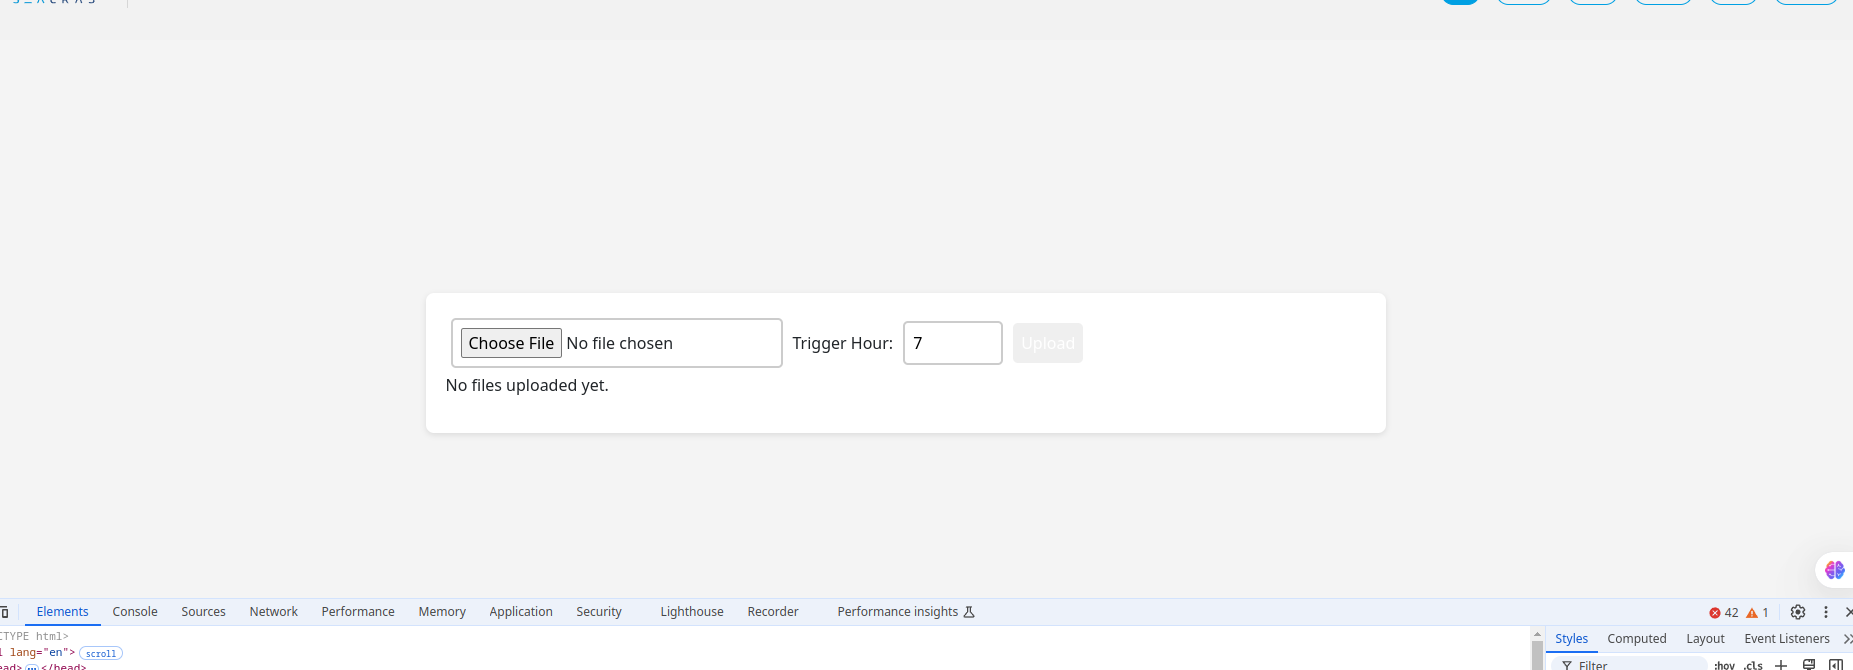 Choose File No file chosen Trigger Hour: 7 Upload
No files uploaded yet.
Elements Console Sources Network Performance Memory Application Security Lighthouse Recorder Performance insights 42 1
CTYPE html>
l lang="en"> scroll
ead> … </head>
Styles Computed Layout Event Listeners
Filter :hov .cls